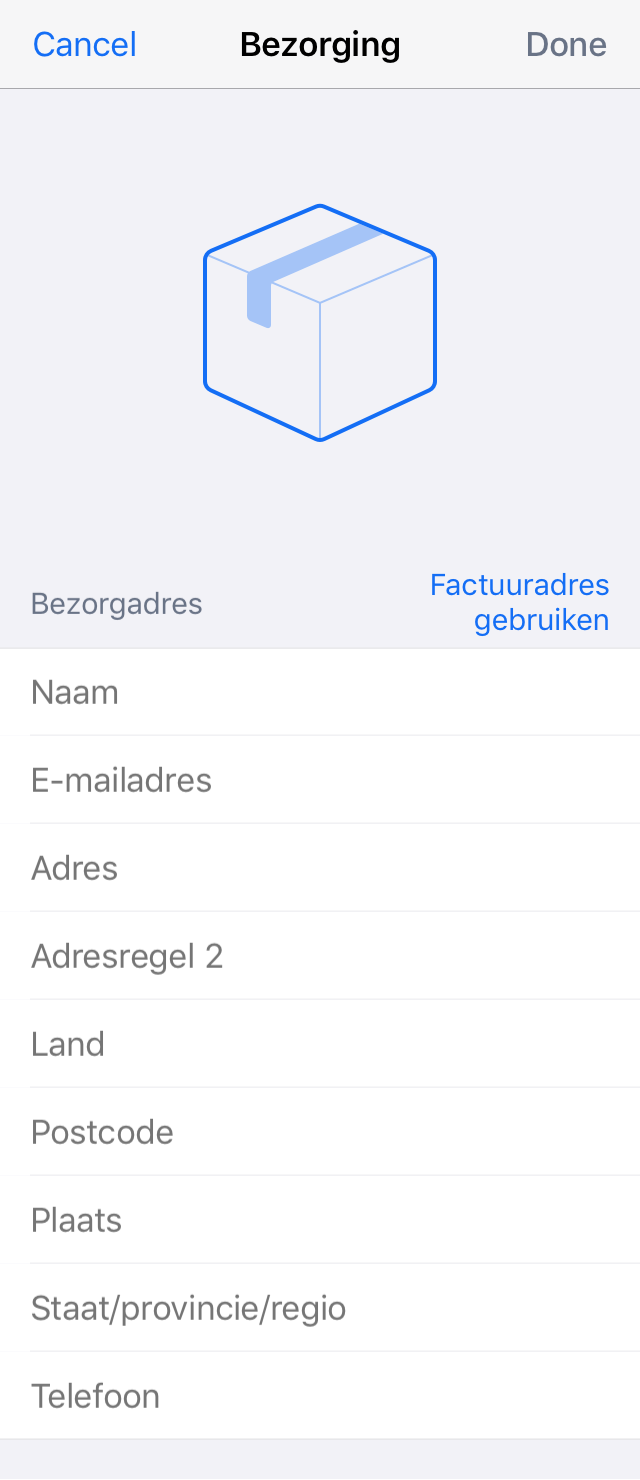 Cancel
Bezorging
Done
Bezorgadres
Factuuradres
gebruiken
Naam
E-mailadres
Adres
Adresregel 2
Land
Postcode
Plaats
Staat/provincie/regio
Telefoon